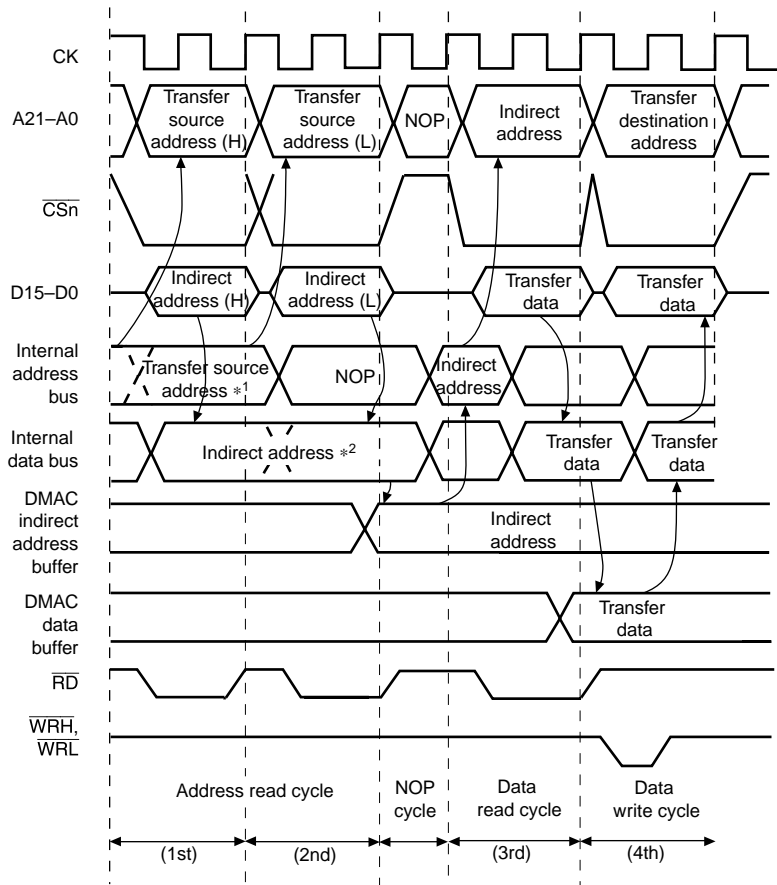 CK
A21–A0
Transfer
source
address (H)
Transfer
source
address (L)
NOP
Indirect
address
Transfer
destination
address
CSn
D15–D0
Indirect
address (H)
Indirect
address (L)
Transfer
data
Transfer
data
Internal
address
bus
Transfer source
address *1
NOP
Indirect
address
Internal
data bus
Indirect address *2
Transfer
data
Transfer
data
DMAC
indirect
address
buffer
Indirect
address
DMAC
data
buffer
Transfer
data
RD
WRH,
WRL
Address read cycle
NOP
cycle
Data
read cycle
Data
write cycle
(1st)
(2nd)
(3rd)
(4th)